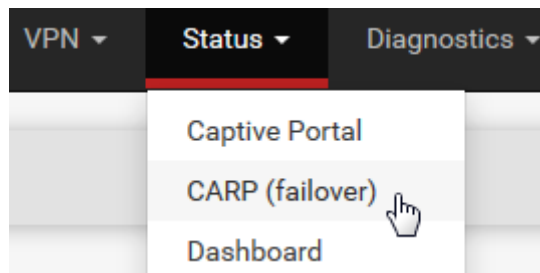 VPN Status Diagnostics
Captive Portal
CARP (failover)
Dashboard